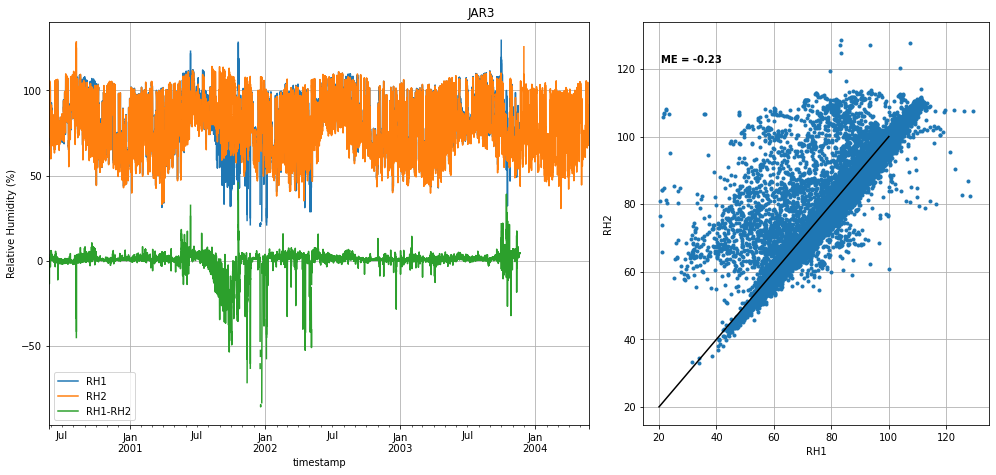 JAR3
Relative Humidity (%)
100
50
0
−50
RH1
RH2
RH1-RH2
Jul
Jan
2001
Jul
Jan
2002
Jul
Jan
2003
Jul
Jan
2004
timestamp
ME = -0.23
RH2
120
100
80
60
40
20
20
40
60
80
100
120
RH1